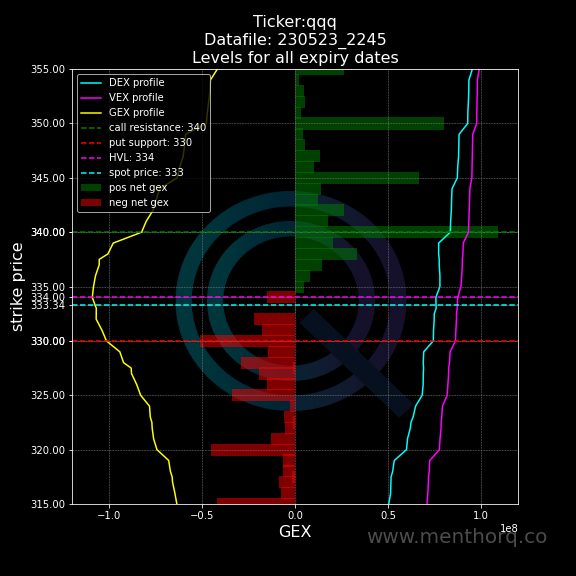 Ticker:qqq
Datafile: 230523_2245
Levels for all expiry dates
DEX profile
VEX profile
GEX profile
call resistance: 340
put support: 330
HVL: 334
spot price: 333
pos net gex
neg net gex
strike price
355.00
350.00
345.00
340.00
335.00
334.00
333.34
330.00
325.00
320.00
315.00
−1.0 −0.5 0.0 0.5 1.0
1e8
GEX
www.menthorq.co